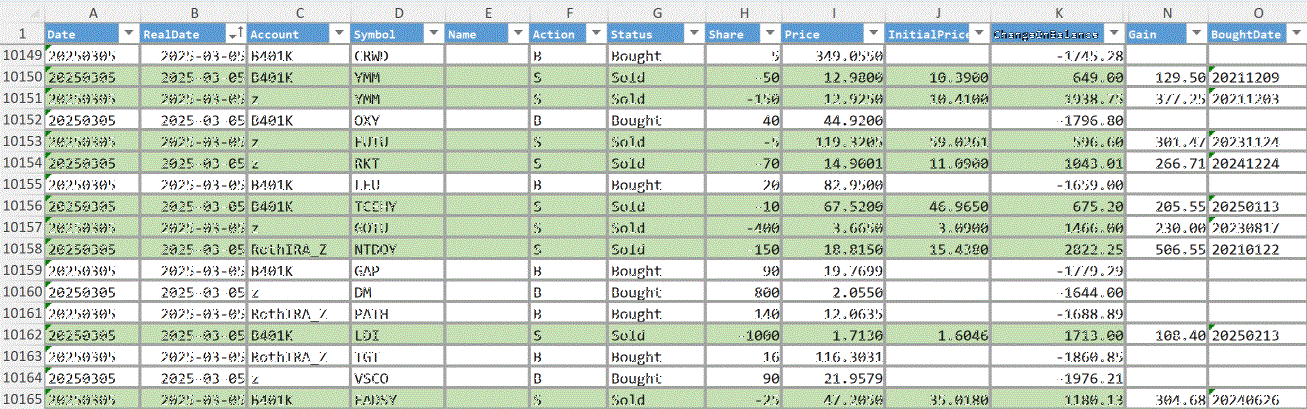 A B C D E F G H I J K N O
1 Date RealDate Account Symbol Name Action Status Share Price InitialPrice ChangeOnBalance Gain BoughtDate
10149 20250305 2025-03-05 B401K CRWD B Bought 5 349.0550 -1745.28
10150 20250305 2025-03-05 B401K YMM S Sold -50 12.9800 10.3900 649.00 129.50 20211209
10151 20250305 2025-03-05 z YMM S Sold -150 12.9250 10.4100 1938.75 377.25 20211203
10152 20250305 2025-03-05 B401K OXY B Bought 40 44.9200 -1796.80
10153 20250305 2025-03-05 z FUTU S Sold -5 119.3205 59.0261 596.60 301.47 20231124
10154 20250305 2025-03-05 z RKT S Sold -70 14.9001 11.0900 1043.01 266.71 20241224
10155 20250305 2025-03-05 B401K LEU B Bought 20 82.9500 -1659.00
10156 20250305 2025-03-05 B401K TCEHY S Sold -10 67.5200 46.9650 675.20 205.55 20250113
10157 20250305 2025-03-05 z GOTU S Sold -400 3.6650 3.0900 1466.00 230.00 20230817
10158 20250305 2025-03-05 RothIRA_Z NTDOY S Sold -150 18.8150 15.4380 2822.25 506.55 20210122
10159 20250305 2025-03-05 B401K GAP B Bought 90 19.7699 -1779.29
10160 20250305 2025-03-05 z DM B Bought 800 2.0550 -1644.00
10161 20250305 2025-03-05 RothIRA_Z PATH B Bought 140 12.0635 -1688.89
10162 20250305 2025-03-05 B401K LDI S Sold -1000 1.7130 1.6046 1713.00 108.40 20250213
10163 20250305 2025-03-05 RothIRA_Z TGT B Bought 16 116.3031 -1860.85
10164 20250305 2025-03-05 z VSCO B Bought 90 21.9579 -1976.21
10165 20250305 2025-03-05 B401K EADSY S Sold -25 47.2050 35.0180 1180.13 304.68 20240626